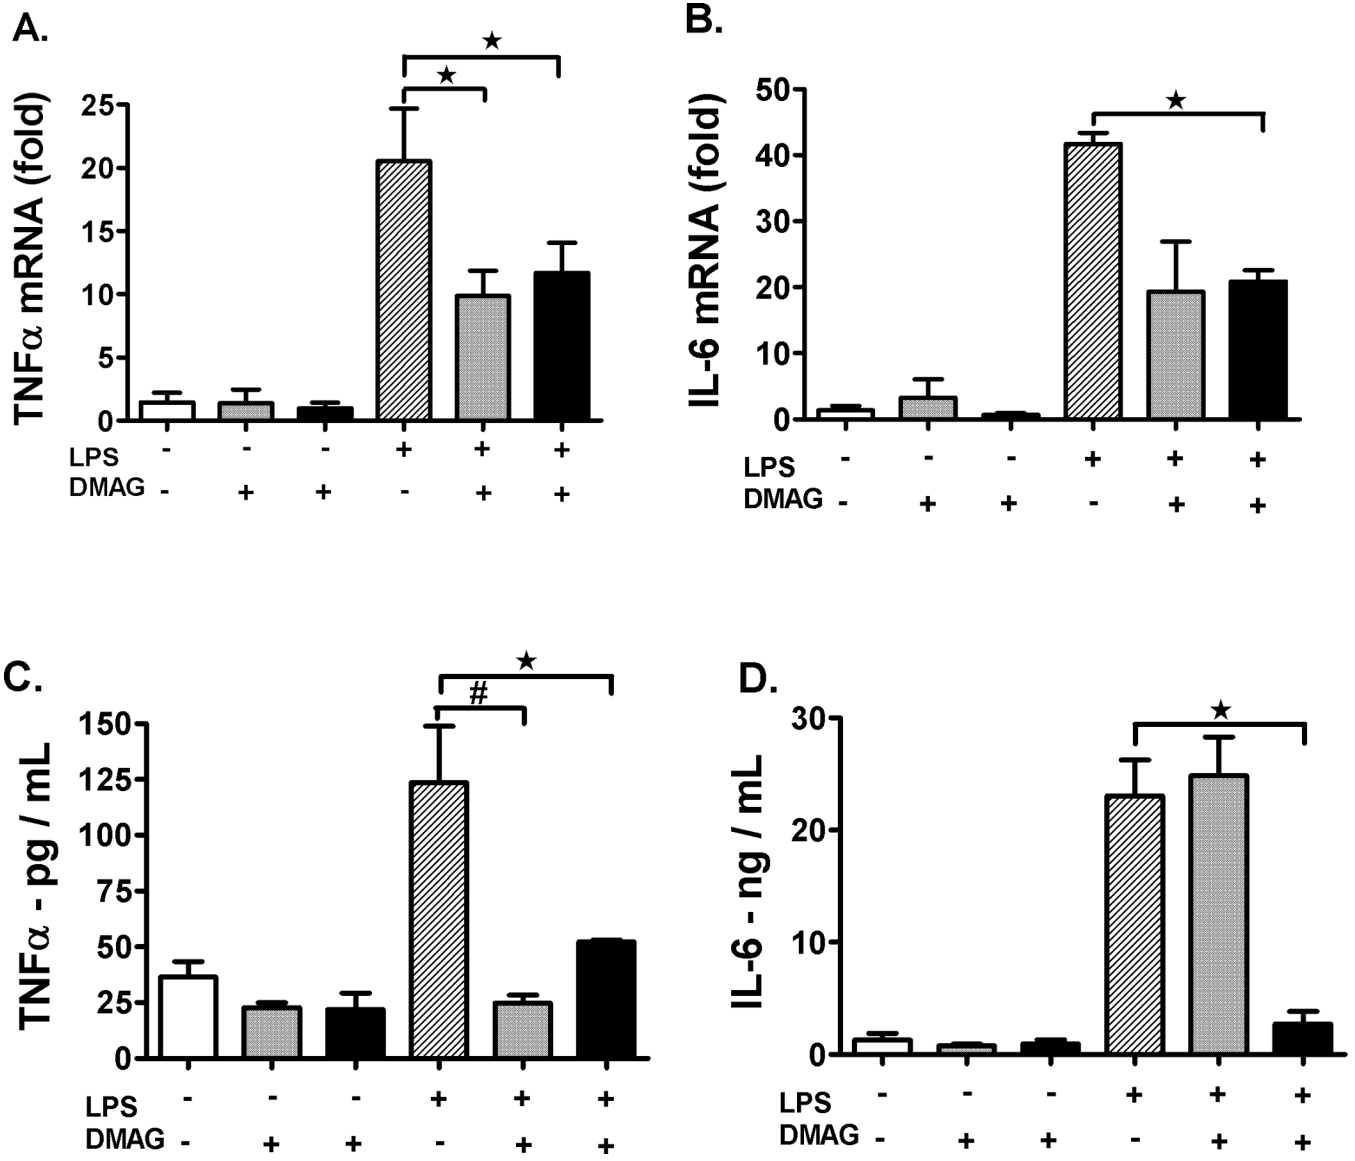 A.
★
★
TNFα mRNA (fold)
25
20
15
10
5
0
LPS - - - + + +
DMAG - + + - + +
B.
★
IL-6 mRNA (fold)
50
40
30
20
10
0
LPS - - - + + +
DMAG - + + - + +
C.
★
#
TNFα - pg / mL
150
125
100
75
50
25
0
LPS - - - + + +
DMAG - + + - + +
D.
★
IL-6 - ng / mL
30
20
10
0
LPS - - - + + +
DMAG - + + - + +